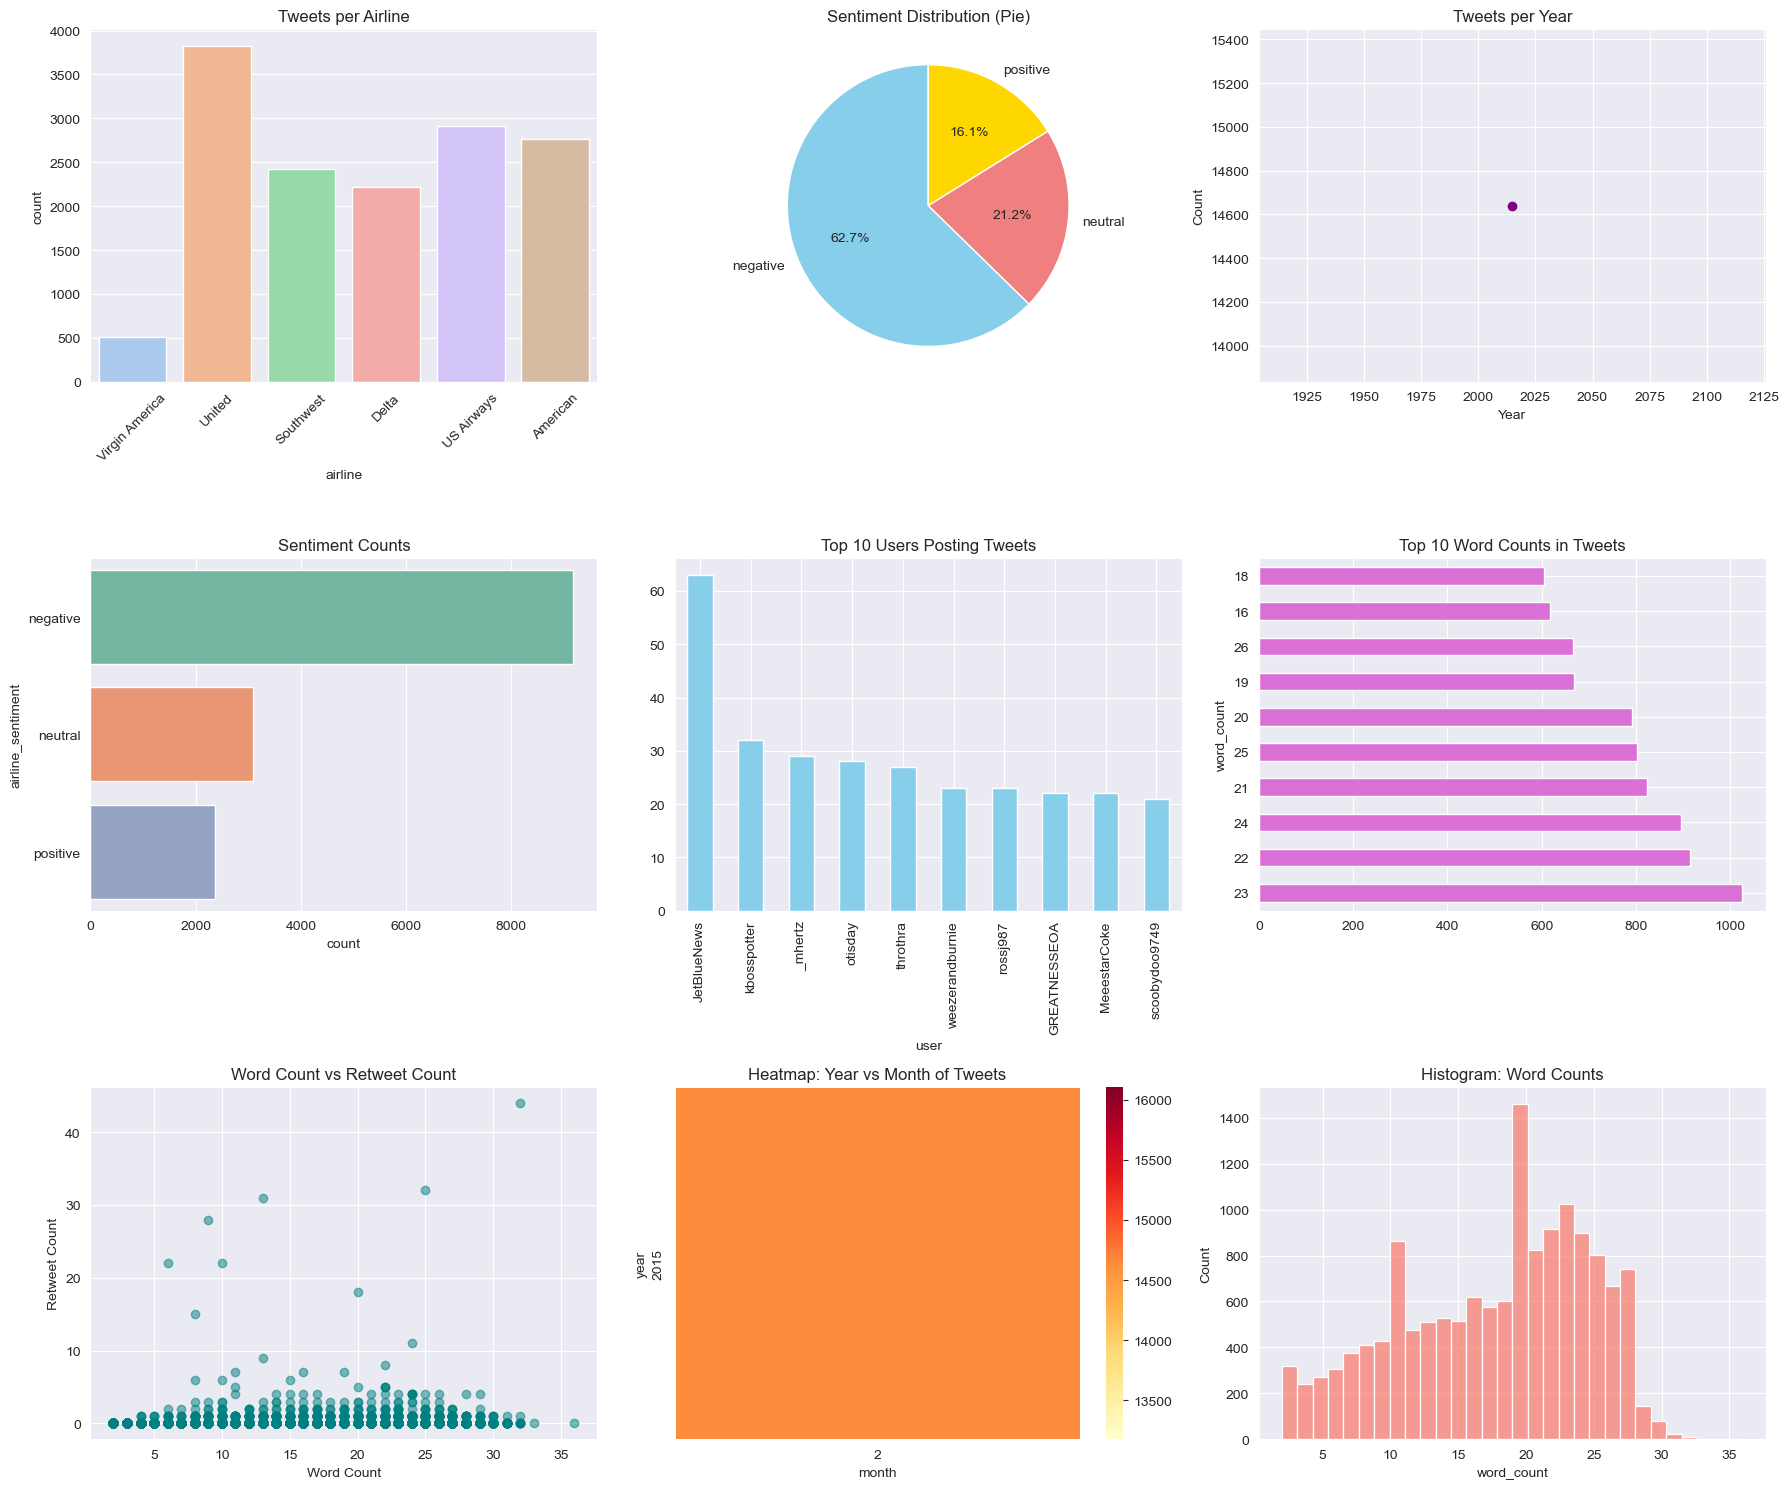 Tweets per Airline
4000
3500
3000
2500
2000
1500
1000
500
0
count
Virgin America
United
Southwest
Delta
US Airways
American
airline
Sentiment Distribution (Pie)
positive
16.1%
21.2%
neutral
62.7%
negative
Tweets per Year
15400
15200
15000
14800
14600
14400
14200
14000
Count
1925 1950 1975 2000 2025 2050 2075 2100 2125
Year
Sentiment Counts
negative
neutral
positive
airline_sentiment
0 2000 4000 6000 8000
count
Top 10 Users Posting Tweets
60
50
40
30
20
10
0
JetBlueNews
kbosspotter
_mhertz
otisday
throthra
weezerandburnie
rossj987
GREATNESSEOA
MeeestarCoke
scoobydoo9749
user
Top 10 Word Counts in Tweets
18
16
26
19
20
25
21
24
22
23
word_count
0 200 400 600 800 1000
Word Count vs Retweet Count
40
30
20
10
0
Retweet Count
5 10 15 20 25 30 35
Word Count
Heatmap: Year vs Month of Tweets
year
2015
2
month
16000
15500
15000
14500
14000
13500
Histogram: Word Counts
1400
1200
1000
800
600
400
200
0
Count
5 10 15 20 25 30 35
word_count